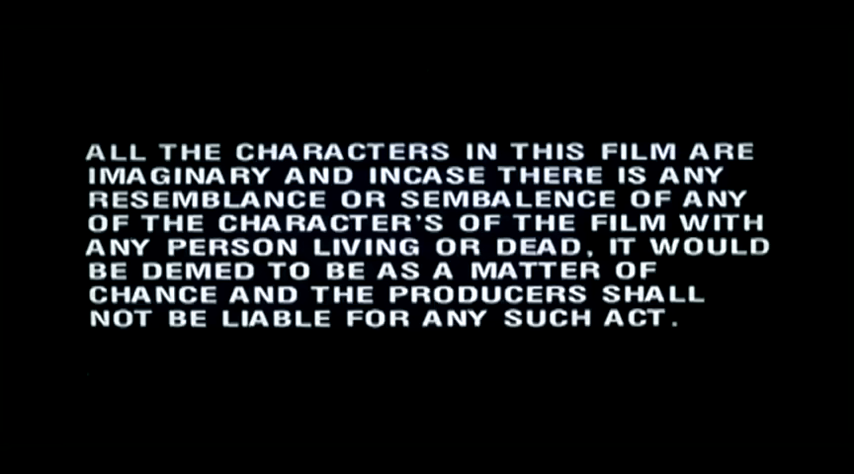 ALL THE CHARACTERS IN THIS FILM ARE
IMAGINARY AND INCASE THERE IS ANY
RESEMBLANCE OR SEMBALENCE OF ANY
OF THE CHARACTER'S OF THE FILM WITH
ANY PERSON LIVING OR DEAD, IT WOULD
BE DEMED TO BE AS A MATTER OF
CHANCE AND THE PRODUCERS SHALL
NOT BE LIABLE FOR ANY SUCH ACT.